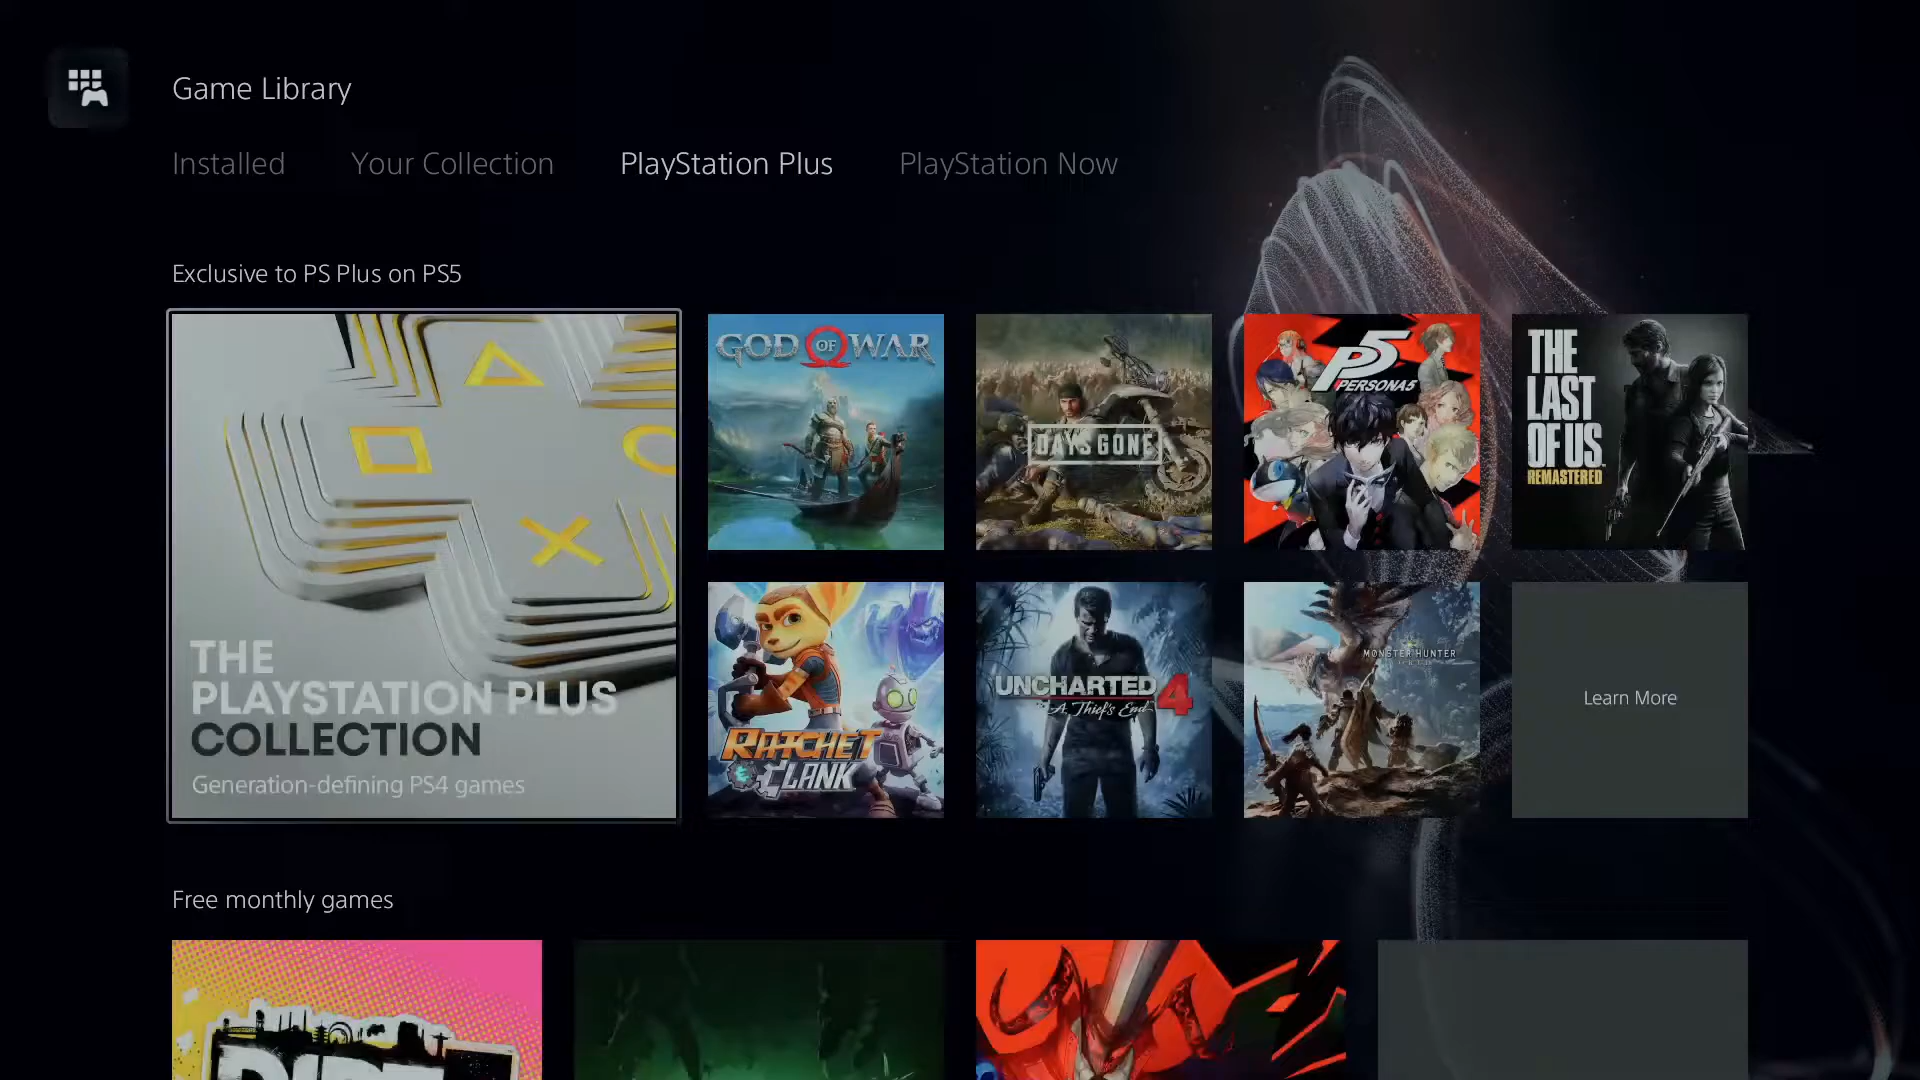 Game Library
Installed
Your Collection
PlayStation Plus
PlayStation Now
Exclusive to PS Plus on PS5
THE
PLAYSTATION PLUS
COLLECTION
Generation-defining PS4 games
GOD OF WAR
DAYS GONE
P5
PERSONA5
THE
LAST
OF US
REMASTERED
RATCHET
CLANK
UNCHARTED 4
A Thief's End
MONSTER HUNTER
Learn More
Free monthly games